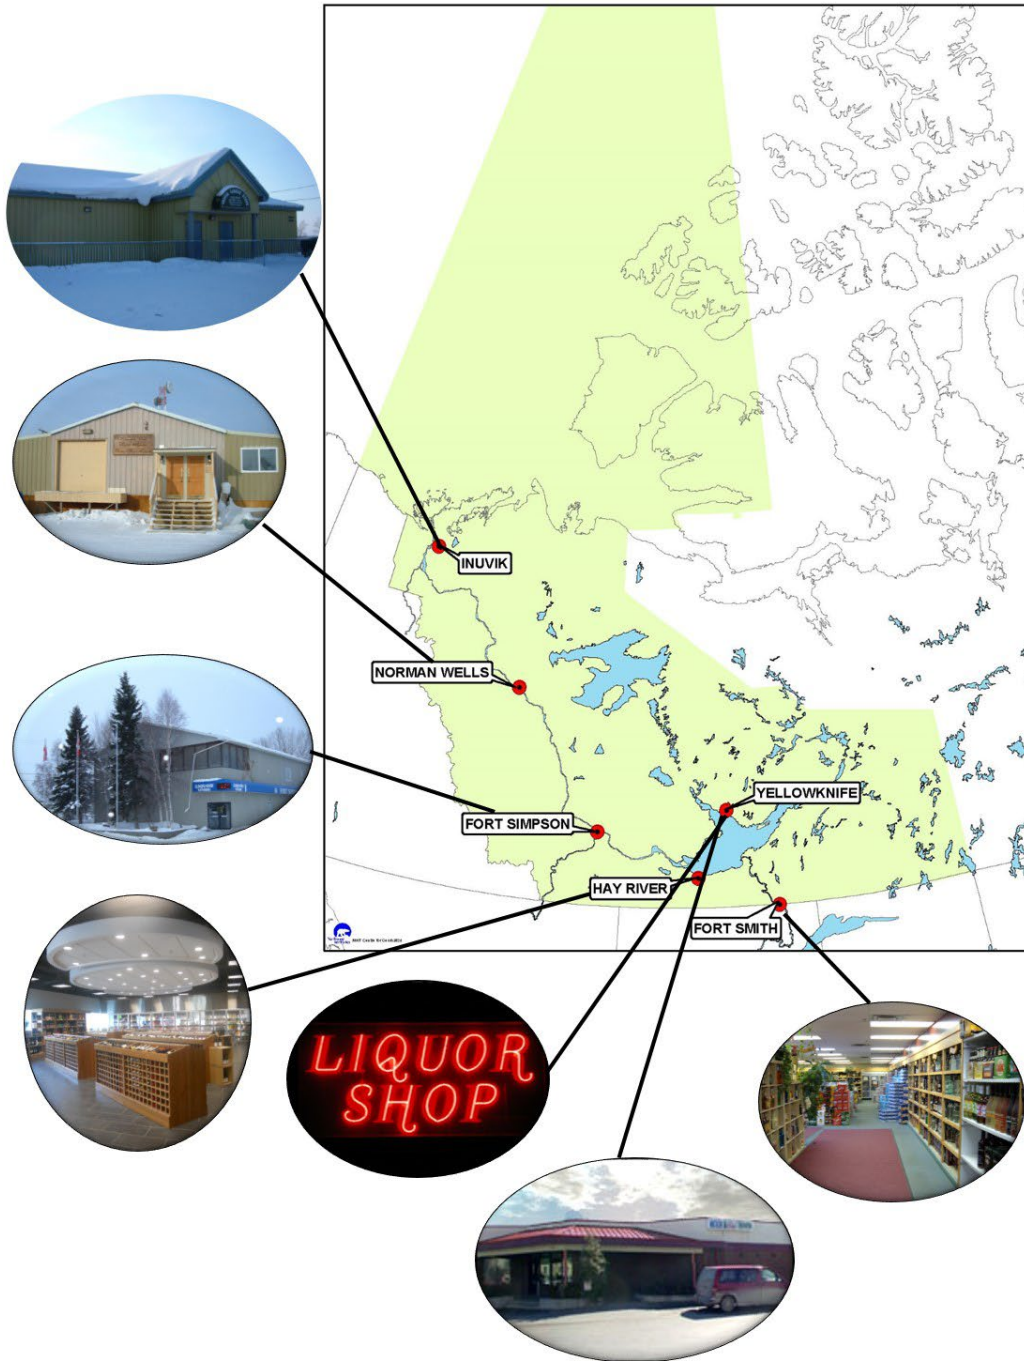 INUVIK
NORMAN WELLS
YELLOWKNIFE
FORT SIMPSON
HAY RIVER
FORT SMITH
LIQUOR
SHOP